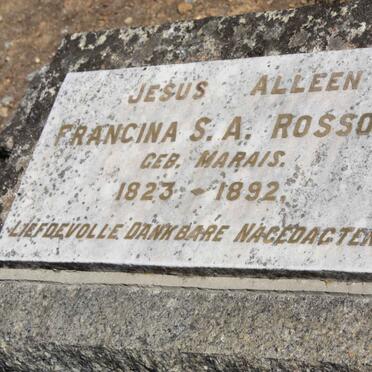 JESUS ALLEEN
FRANCINA S. A. ROSSO
GEB. MARAIS.
1823 - 1892.
LIEFDEVOLLE, DANKBARE NAGEDACTEN